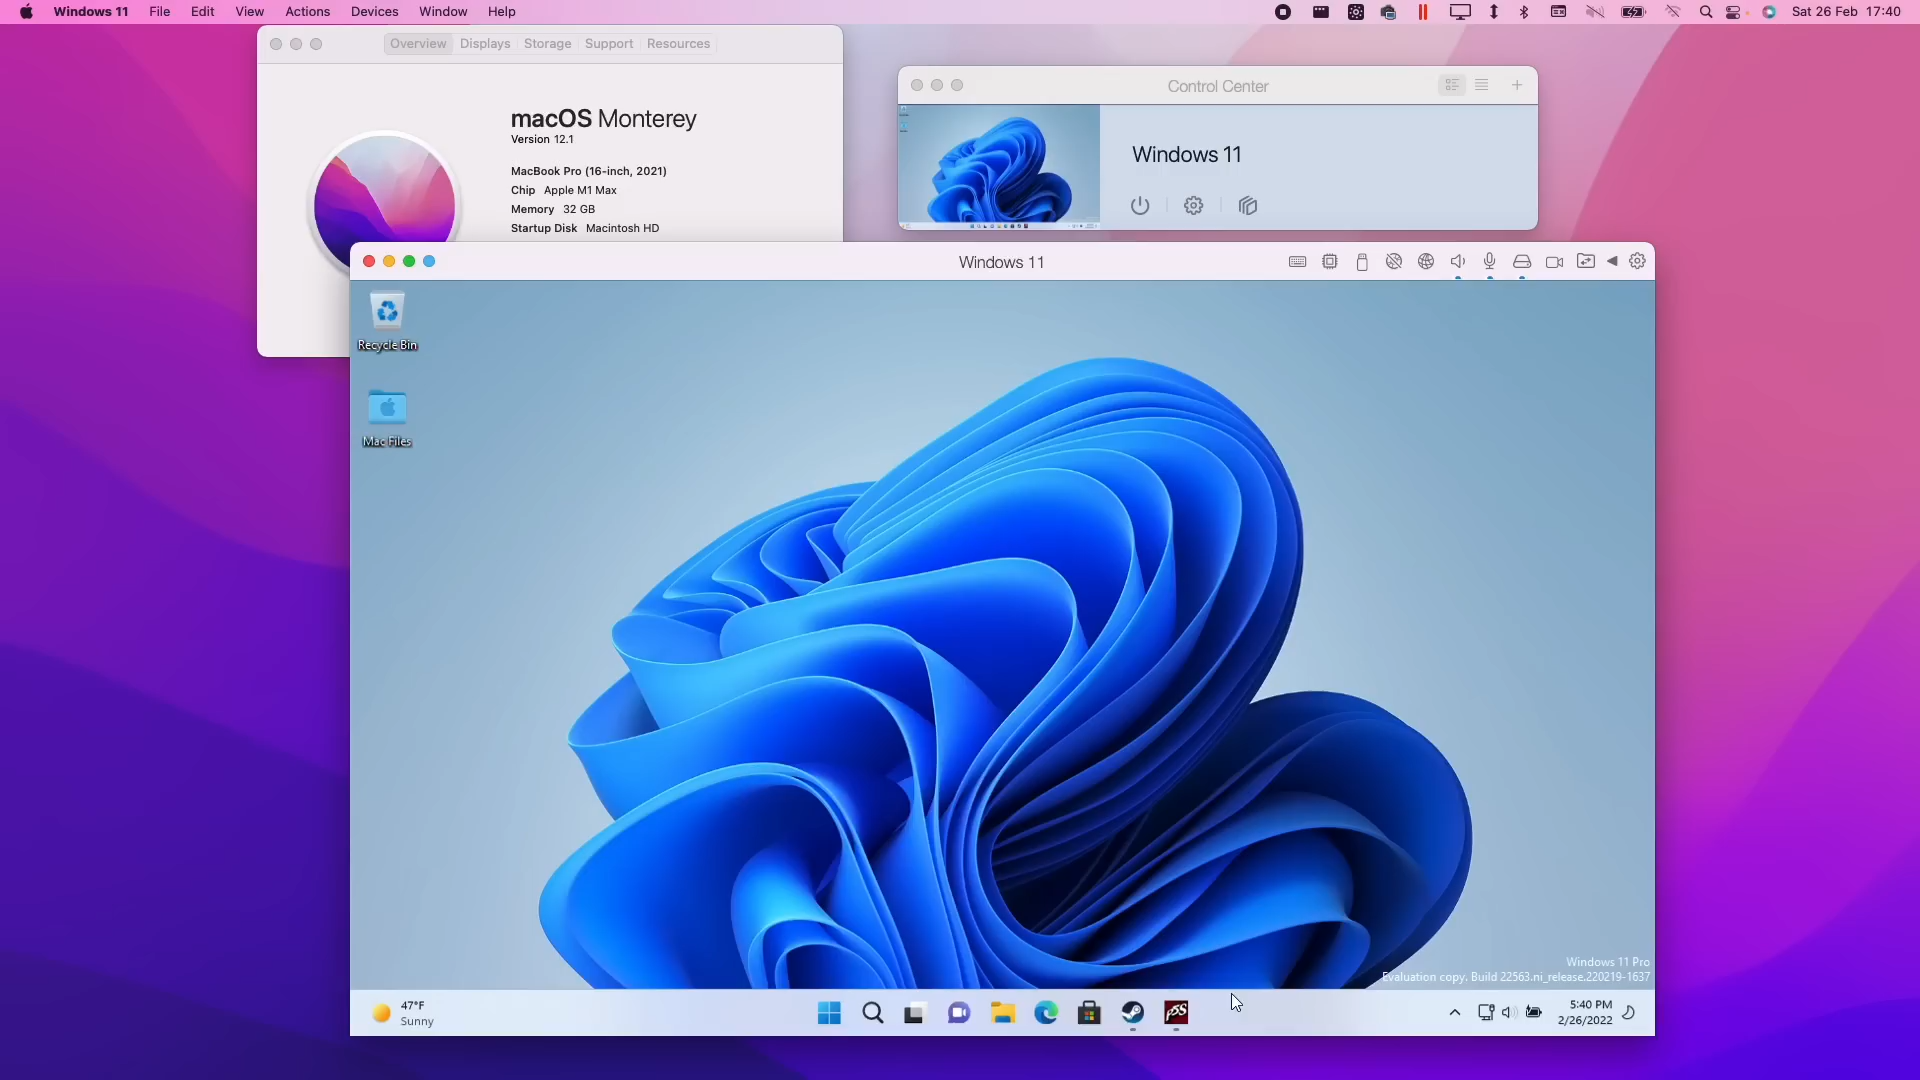 Windows 11 File Edit View Actions Devices Window Help
Sat 26 Feb 17:40
Overview Displays Storage Support Resources
macOS Monterey
Version 12.1
MacBook Pro (16-inch, 2021)
Chip Apple M1 Max
Memory 32 GB
Startup Disk Macintosh HD
Control Center
Windows 11
Windows 11
Recycle Bin
Mac Files
Windows 11 Pro
Evaluation copy. Build 22563.ni_release.220219-1637
47°F
Sunny
5:40 PM
2/26/2022